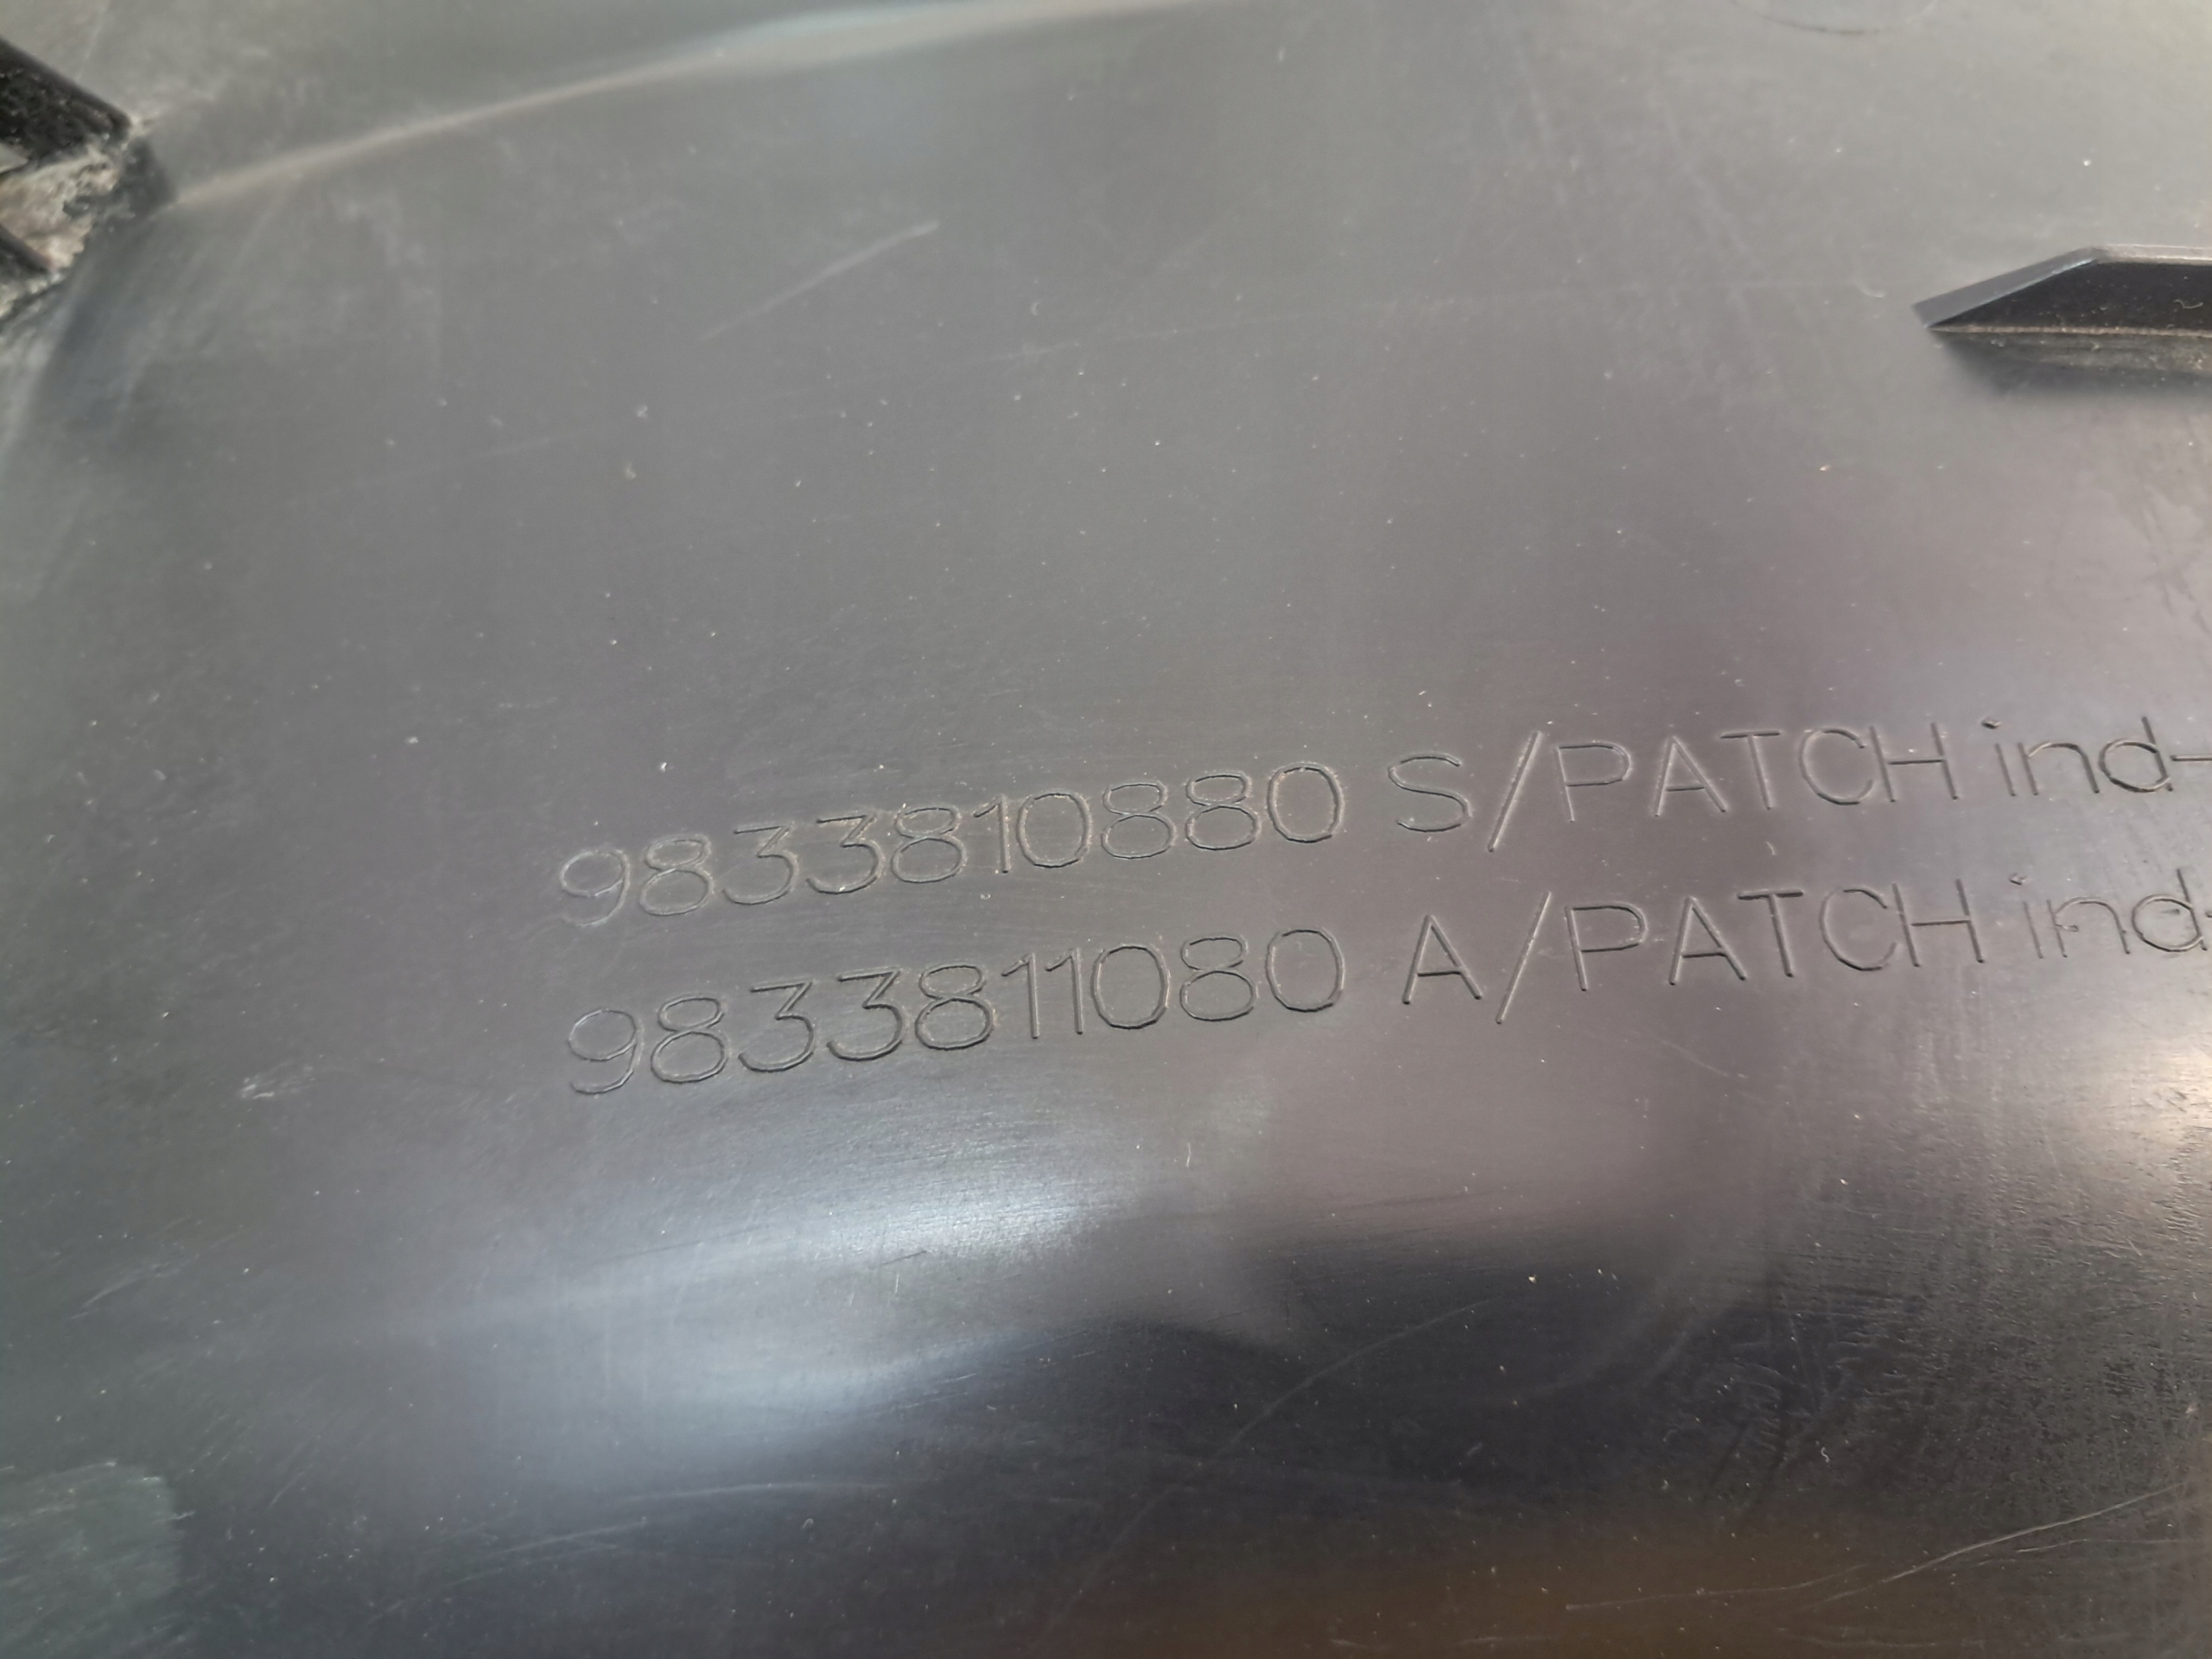 9833810880 S/PATCH ind-
9833811080 A/PATCH ind-